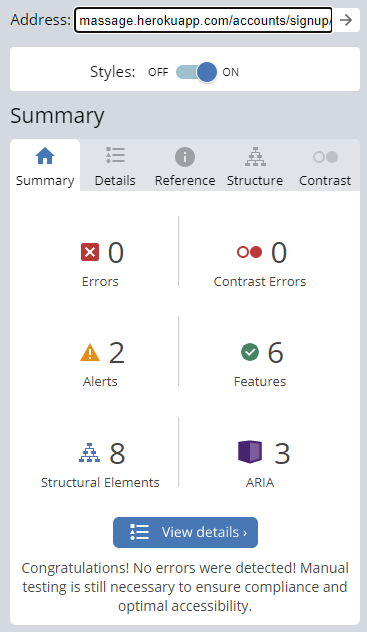 Address: massage.herokuapp.com/accounts/signup/
Styles: OFF ON
Summary
Summary Details Reference Structure Contrast
0 0
Errors Contrast Errors
2 6
Alerts Features
8 3
Structural Elements ARIA
View details ›
Congratulations! No errors were detected! Manual
testing is still necessary to ensure compliance and
optimal accessibility.